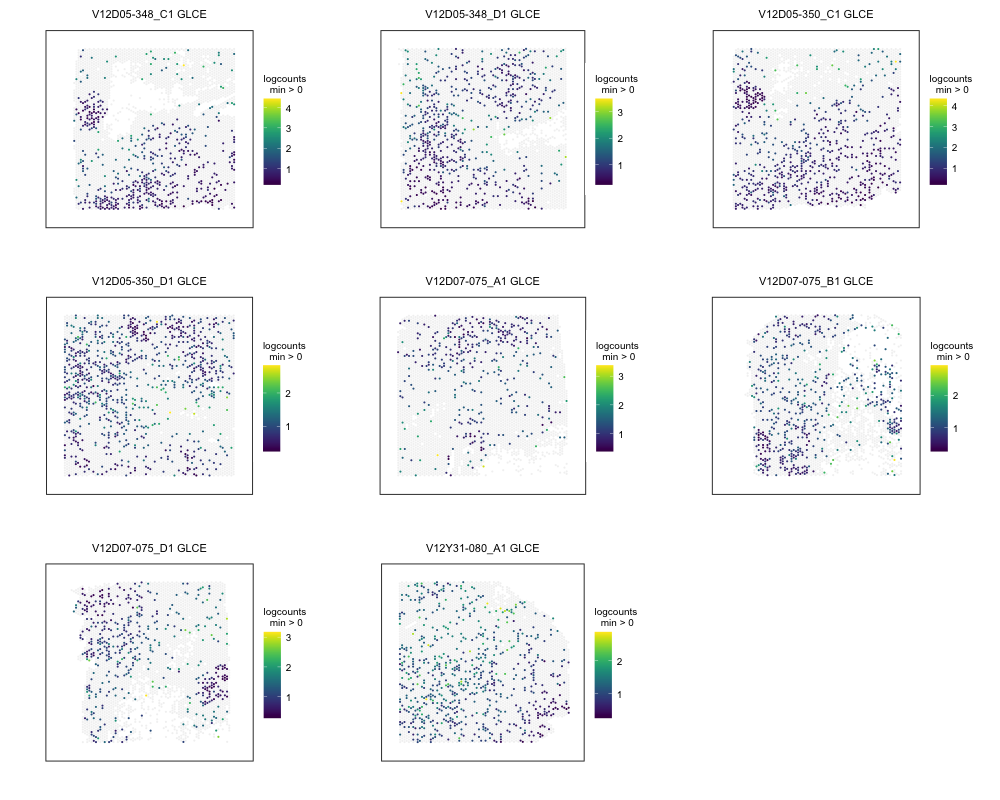 V12D05-348_C1 GLCE
logcounts
min > 0
4
3
2
1
V12D05-348_D1 GLCE
logcounts
min > 0
3
2
1
V12D05-350_C1 GLCE
logcounts
min > 0
4
3
2
1
V12D05-350_D1 GLCE
logcounts
min > 0
2
1
V12D07-075_A1 GLCE
logcounts
min > 0
3
2
1
V12D07-075_B1 GLCE
logcounts
min > 0
2
1
V12D07-075_D1 GLCE
logcounts
min > 0
3
2
1
V12Y31-080_A1 GLCE
logcounts
min > 0
2
1